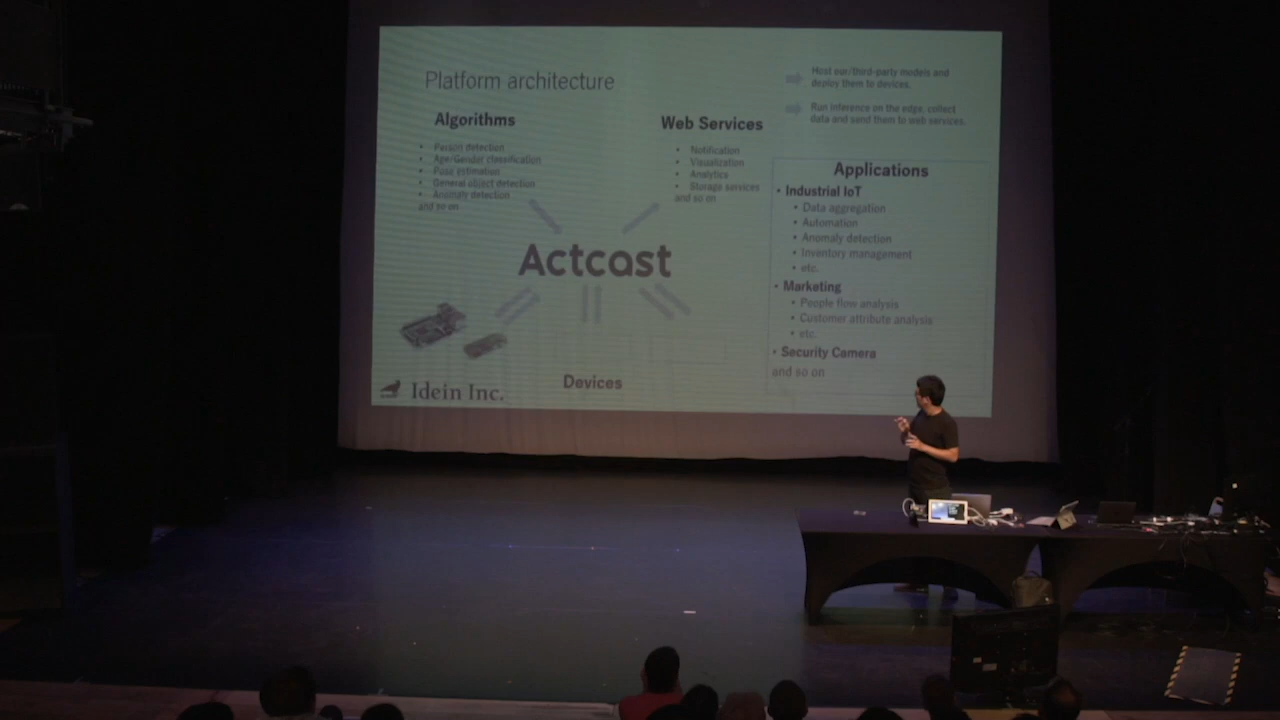 Platform architecture
Algorithms
• Person detection
• Age/Gender classification
• Pose estimation
• General object detection
• Anomaly detection
and so on
Web Services
• Notification
• Visualization
• Analytics
• Storage services
and so on
Host our/third-party models and
deploy them to devices.
Run inference on the edge, collect
data and send them to web services.
Applications
• Industrial IoT
• Data aggregation
• Automation
• Anomaly detection
• Inventory management
• etc.
• Marketing
• People flow analysis
• Customer attribute analysis
• etc.
• Security Camera
and so on
Actcast
Devices
Idein Inc.